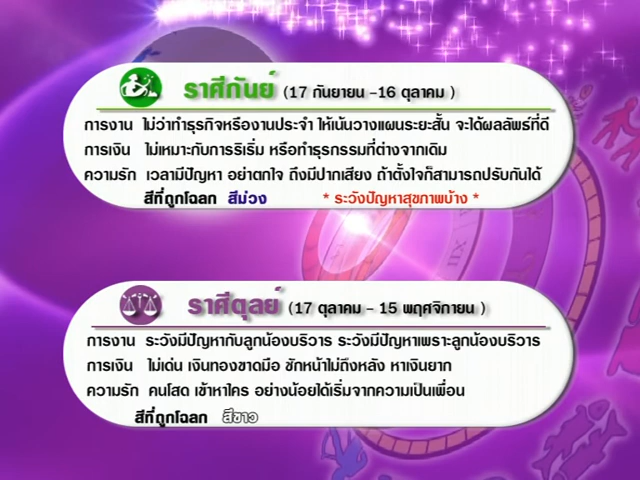 ราศีกันย์ (17 กันยายน -16 ตุลาคม )
การงาน ไม่ว่าทำธุรกิจหรืองานประจำ ให้เน้นวางแผนระยะสั้น จะได้ผลลัพธ์ที่ดี
การเงิน ไม่เหมาะกับการริเริ่ม หรือทำธุรกรรมที่ต่างจากเดิม
ความรัก เวลามีปัญหา อย่าตกใจ ถึงมีปากเสียง ถ้าตั้งใจก็สามารถปรับกันได้
สีที่ถูกโฉลก สีม่วง * ระวังปัญหาสุขภาพบ้าง *
ราศีตุลย์ (17 ตุลาคม - 15 พฤศจิกายน )
การงาน ระวังมีปัญหากับลูกน้องบริวาร ระวังมีปัญหาเพราะลูกน้องบริวาร
การเงิน ไม่เด่น เงินทองขาดมือ ชักหน้าไม่ถึงหลัง หาเงินยาก
ความรัก คนโสด เข้าหาใคร อย่างน้อยได้เริ่มจากความเป็นเพื่อน
สีที่ถูกโฉลก สีขาว